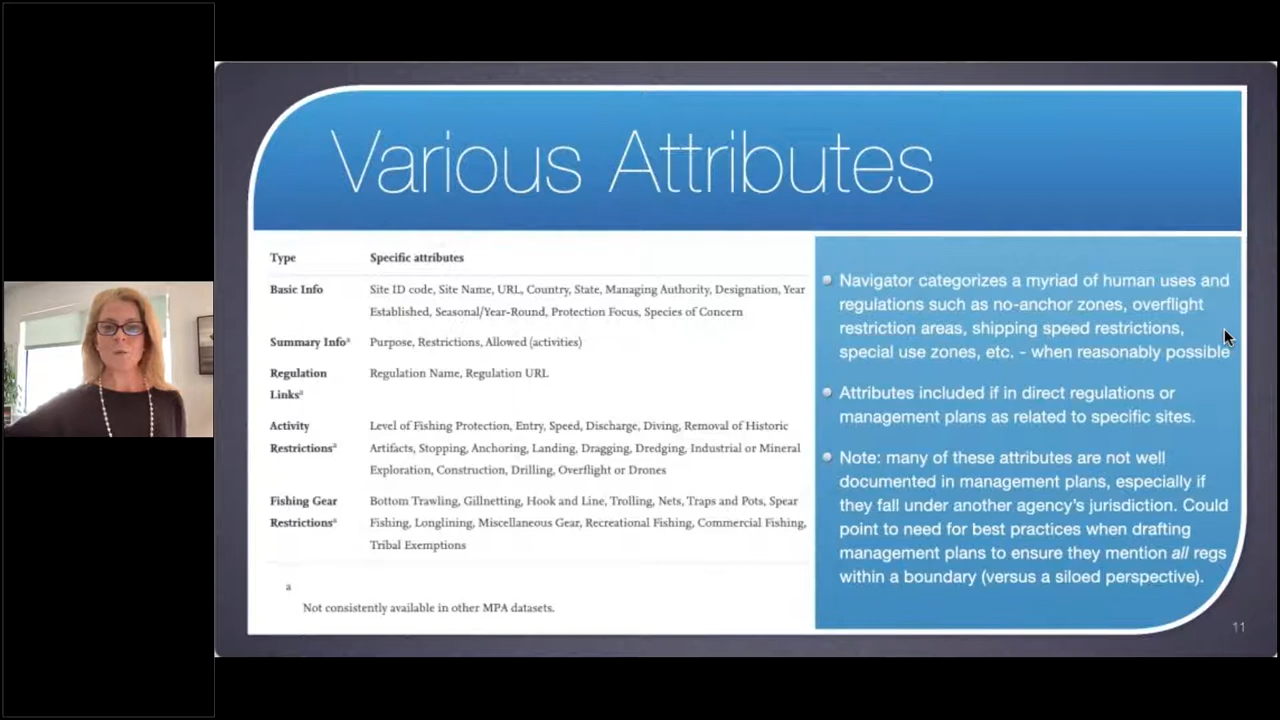 Various Attributes
Type Specific attributes
Basic Info Site ID code, Site Name, URL, Country, State, Managing Authority, Designation, Year
Established, Seasonal/Year-Round, Protection Focus, Species of Concern
Summary Infoª Purpose, Restrictions, Allowed (activities)
Regulation Regulation Name, Regulation URL
Linksª
Activity Level of Fishing Protection, Entry, Speed, Discharge, Diving, Removal of Historic
Restrictionsª Artifacts, Stopping, Anchoring, Landing, Dragging, Dredging, Industrial or Mineral
Exploration, Construction, Drilling, Overflight or Drones
Fishing Gear Bottom Trawling, Gillnetting, Hook and Line, Trolling, Nets, Traps and Pots, Spear
Restrictionsª Fishing, Longlining, Miscellaneous Gear, Recreational Fishing, Commercial Fishing,
Tribal Exemptions
a
Not consistently available in other MPA datasets.
Navigator categorizes a myriad of human uses and
regulations such as no-anchor zones, overflight
restriction areas, shipping speed restrictions,
special use zones, etc. - when reasonably possible
Attributes included if in direct regulations or
management plans as related to specific sites.
Note: many of these attributes are not well
documented in management plans, especially if
they fall under another agency's jurisdiction. Could
point to need for best practices when drafting
management plans to ensure they mention all regs
within a boundary (versus a siloed perspective).
11